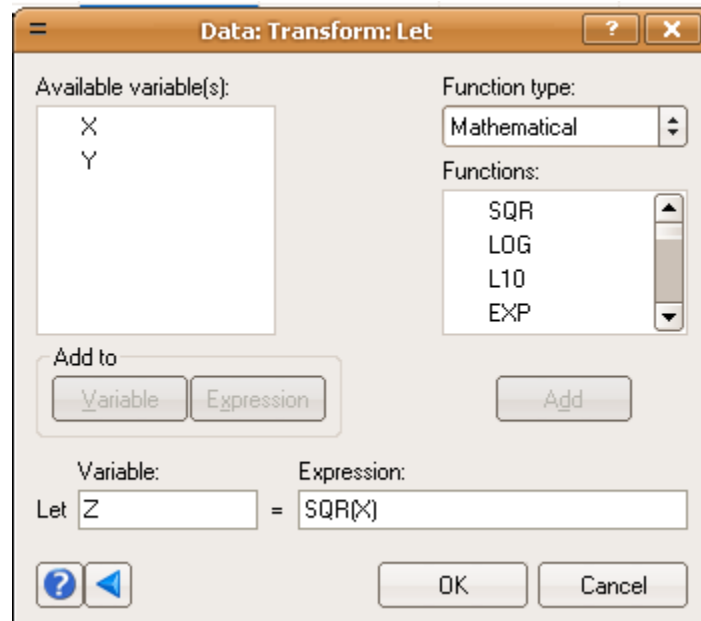 Data: Transform: Let
Available variable(s):
X
Y
Function type:
Mathematical
Functions:
SQR
LOG
L10
EXP
Add to
Variable Expression
Add
Variable: Expression:
Let Z = SQR(X)
OK Cancel